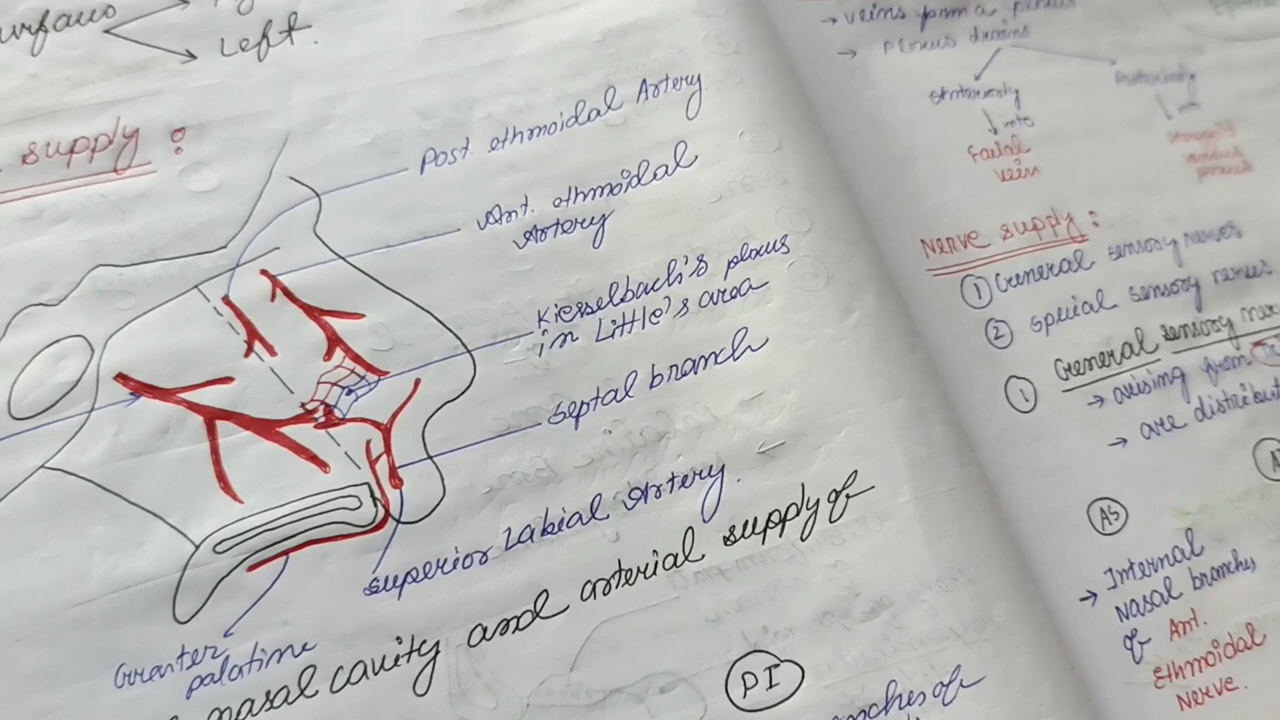 Left.
supply :
Post. ethmoidal Artery
Ant. ethmoidal
Artery
Kiesselbach's plexus
in Little's area
septal branch
superior Labial Artery.
Greater
palatine
nasal cavity and arterial supply of
PI
→ veins form a plexus
→ Plexus drains
Anteriorly
into
Facial
vein
Nerve supply :
① General sensory nerves
② special sensory nerves
① General sensory
→ arising from
→ are
AS
→ Internal
Nasal branches
of Ant.
Ethmoidal
Nerve.